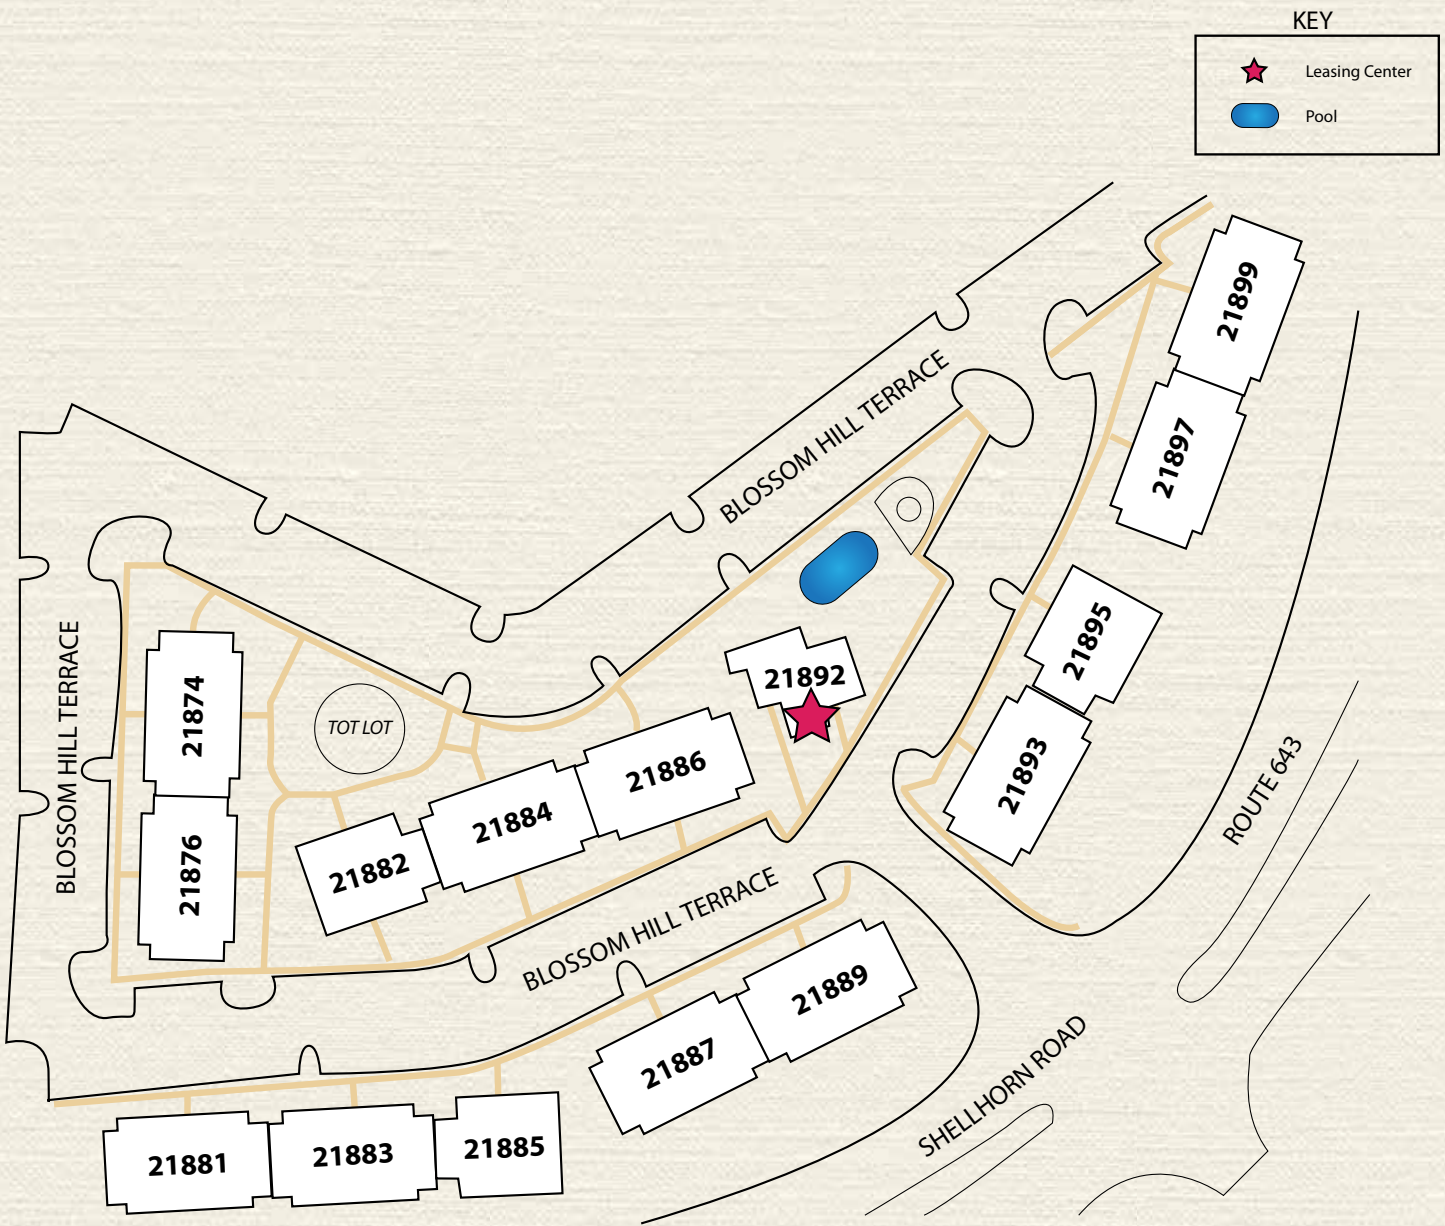 KEY
Leasing Center
Pool
21899
BLOSSOM HILL TERRACE
21897
21895
BLOSSOM HILL TERRACE
21892
21874
TOT LOT
21886
21893
ROUTE 643
21884
21882
21876
BLOSSOM HILL TERRACE
21889
21887
SHELLHORN ROAD
21885
21883
21881